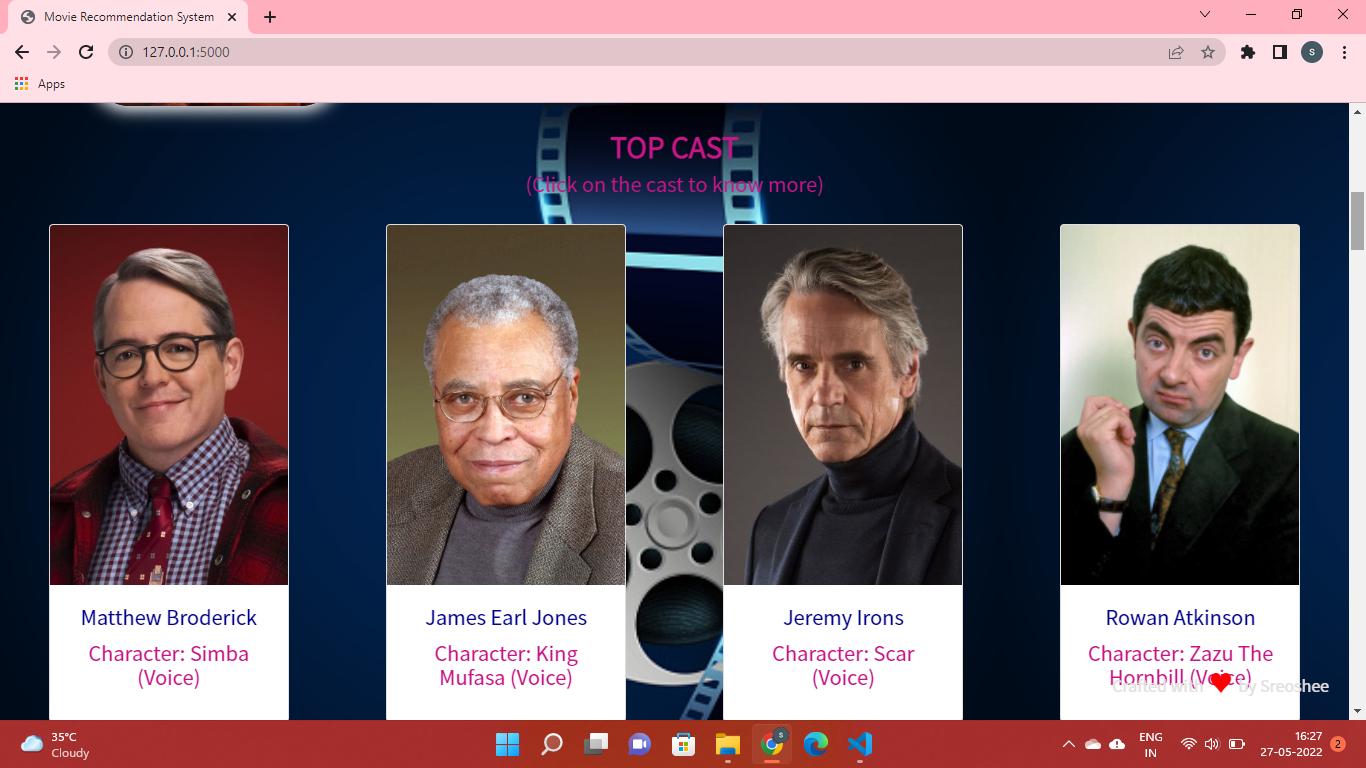 Movie Recommendation System
127.0.0.1:5000
S
Apps
TOP CAST
(Click on the cast to know more)
Matthew Broderick
Character: Simba
(Voice)
James Earl Jones
Character: King
Mufasa (Voice)
Jeremy Irons
Character: Scar
(Voice)
Rowan Atkinson
Character: Zazu The
Hornbill (Voice)
Crafted with ❤ by Sreoshee
35°C
Cloudy
S
ENG
IN
16:27
27-05-2022
2